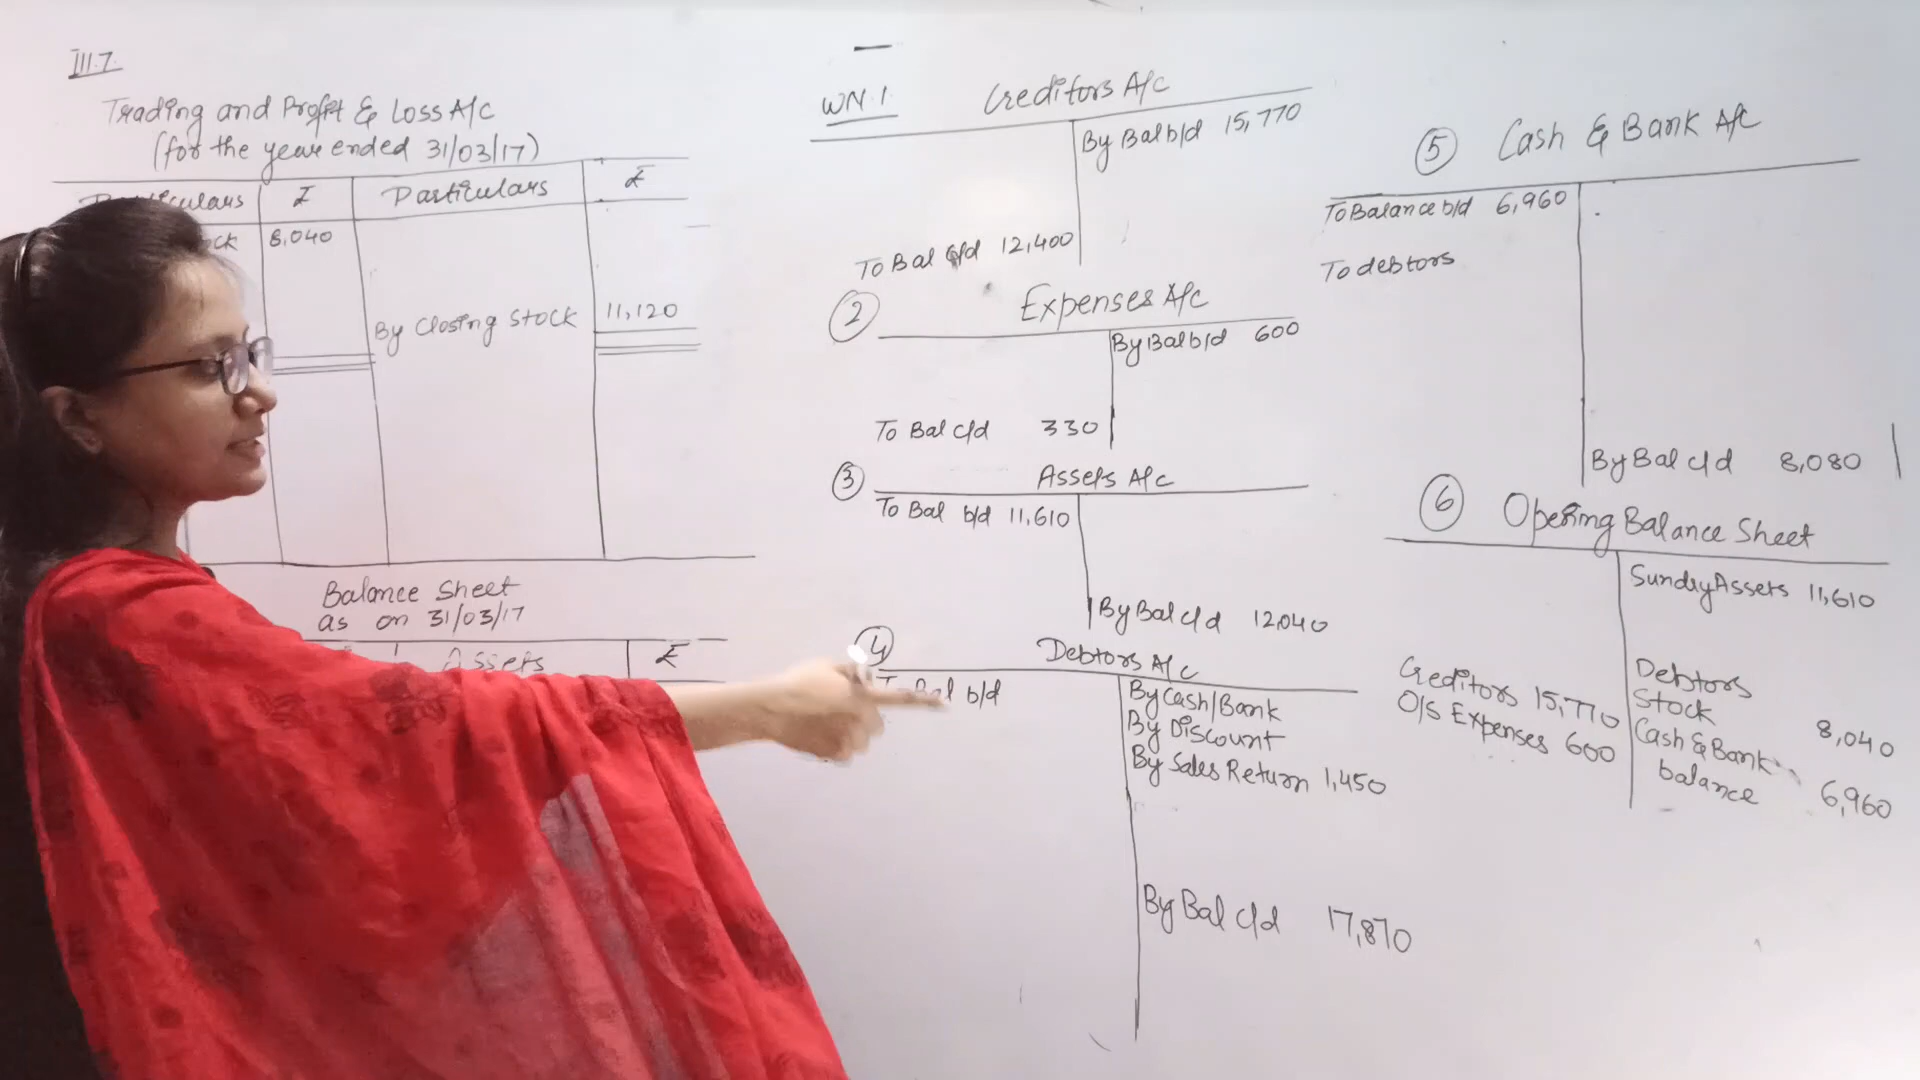 III.7
Trading and Profit & Loss A/c
(for the year ended 31/03/17)
₹ Particulars ₹
8,040
By Closing Stock 11,120
Balance Sheet
as on 31/03/17
Assets ₹
WN.1. Creditors A/c
By Bal b/d 15,770
To Bal c/d 12,400
② Expenses A/c
By Bal b/d 600
To Bal c/d 330
③ Assets A/c
To Bal b/d 11,610
By Bal c/d 12,040
④ Debtors A/c
Bal b/d By Cash/Bank
By Discount
By Sales Return 1,450
By Bal c/d 17,870
⑤ Cash & Bank A/c
To Balance b/d 6,960
To debtors
By Bal c/d 8,080
⑥ Opening Balance Sheet
Sundry Assets 11,610
Creditors 15,770 Debtors
O/S Expenses 600 Stock 8,040
Cash & Bank
balance 6,960